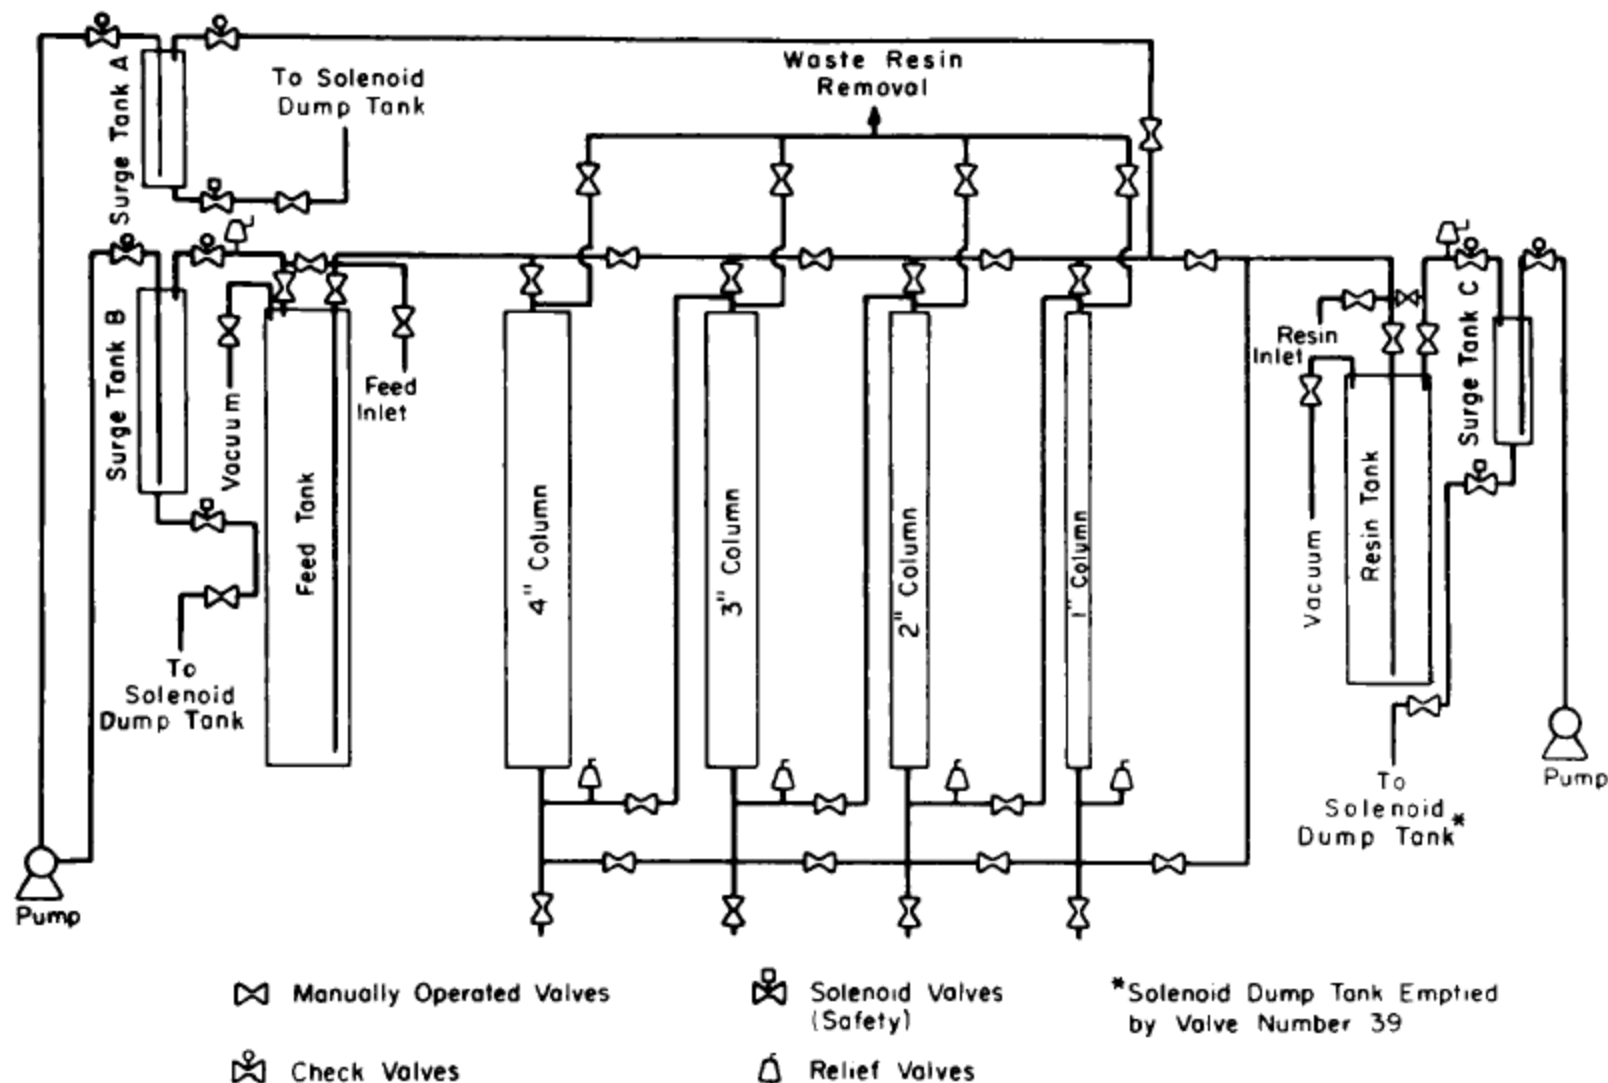 Surge Tank A
To Solenoid
Dump Tank
Waste Resin
Removal
Surge Tank B
Vacuum
Feed Tank
Feed
Inlet
4" Column
3" Column
2" Column
1" Column
Resin
Inlet
Vacuum
Resin Tank
Surge Tank C
To
Solenoid
Dump Tank
To
Solenoid
Dump Tank*
Pump
Pump
Manually Operated Valves
Solenoid Valves
(Safety)
*Solenoid Dump Tank Emptied
by Valve Number 39
Check Valves
Relief Valves